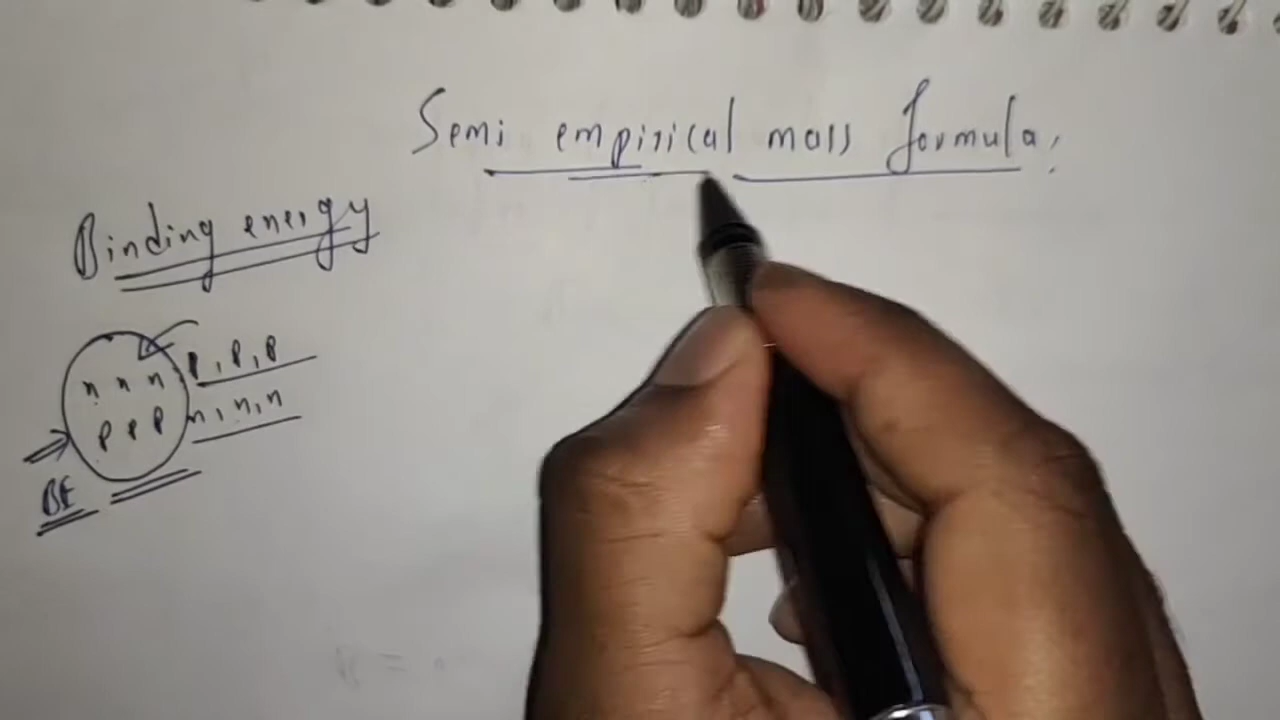 Semi empirical mass formula:
Binding energy
n n n p, p, p
p p p n, n, n
BE